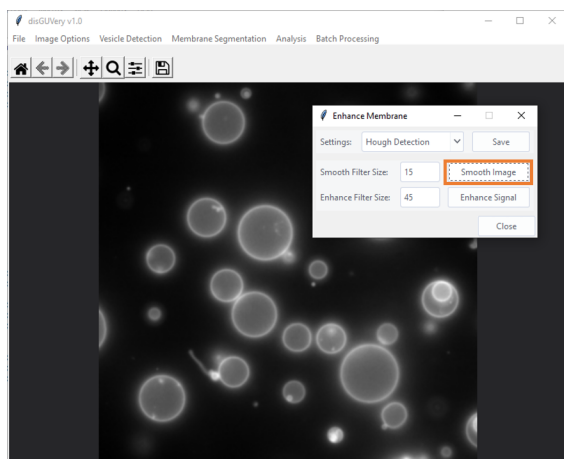 disGUVery v1.0
File Image Options Vesicle Detection Membrane Segmentation Analysis Batch Processing
Enhance Membrane
Settings: Hough Detection Save
Smooth Filter Size: 15 Smooth Image
Enhance Filter Size: 45 Enhance Signal
Close